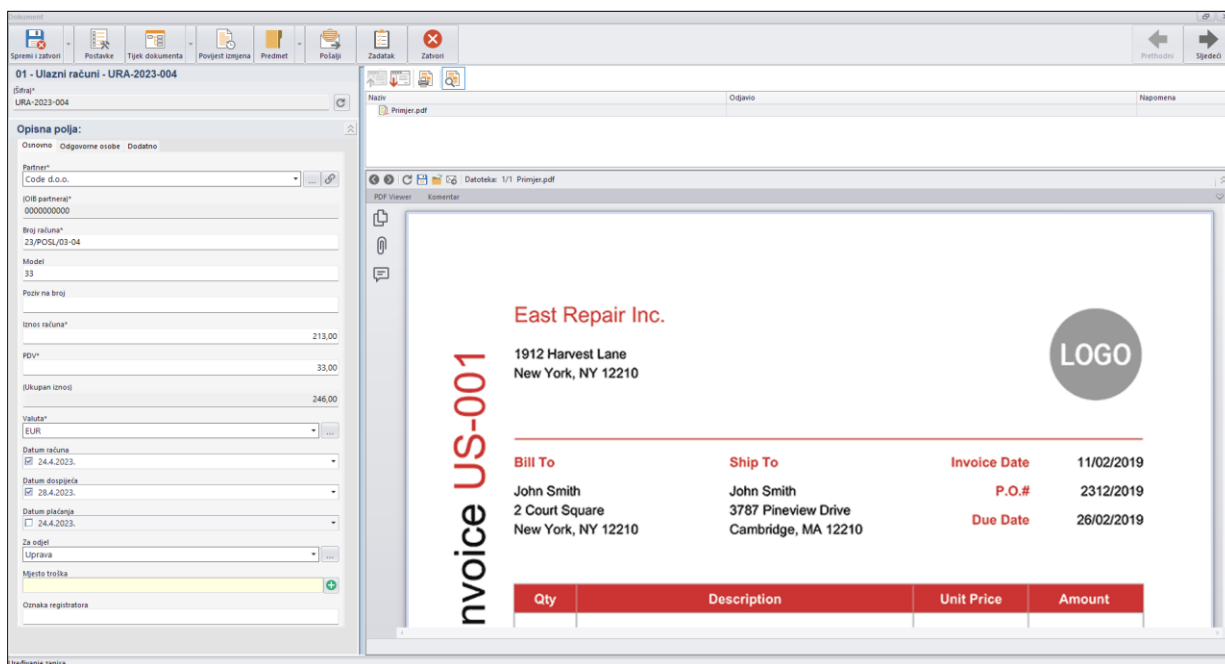 Dokument
Spremi i zatvori
Postavke
Tijek dokumenta
Povijest izmjena
Predmet
Pošalji
Zadatak
Zatvori
Prethodni
Sljedeći
01 - Ulazni računi - URA-2023-004
(Šifra)*
URA-2023-004
Opisna polja:
Osnovno Odgovorne osobe Dodatno
Partner*
Code d.o.o.
(OIB partnera)*
0000000000
Broj računa*
23/POSL/03-04
Model
33
Poziv na broj
Iznos računa*
213,00
PDV*
33,00
(Ukupan iznos)
246,00
Valuta*
EUR
Datum računa
24.4.2023.
Datum dospijeća
28.4.2023.
Datum plaćanja
24.4.2023.
Za odjel
Uprava
Mjesto troška
Oznaka registratora
Uređivanje zapisa
Naziv Odjavio Napomena
Primjer.pdf
Datoteka: 1/1 Primjer.pdf
PDF Viewer Komentar
East Repair Inc.
1912 Harvest Lane
New York, NY 12210
LOGO
nvoice US-001
Bill To Ship To Invoice Date 11/02/2019
John Smith John Smith P.O.# 2312/2019
2 Court Square 3787 Pineview Drive Due Date 26/02/2019
New York, NY 12210 Cambridge, MA 12210
Qty Description Unit Price Amount